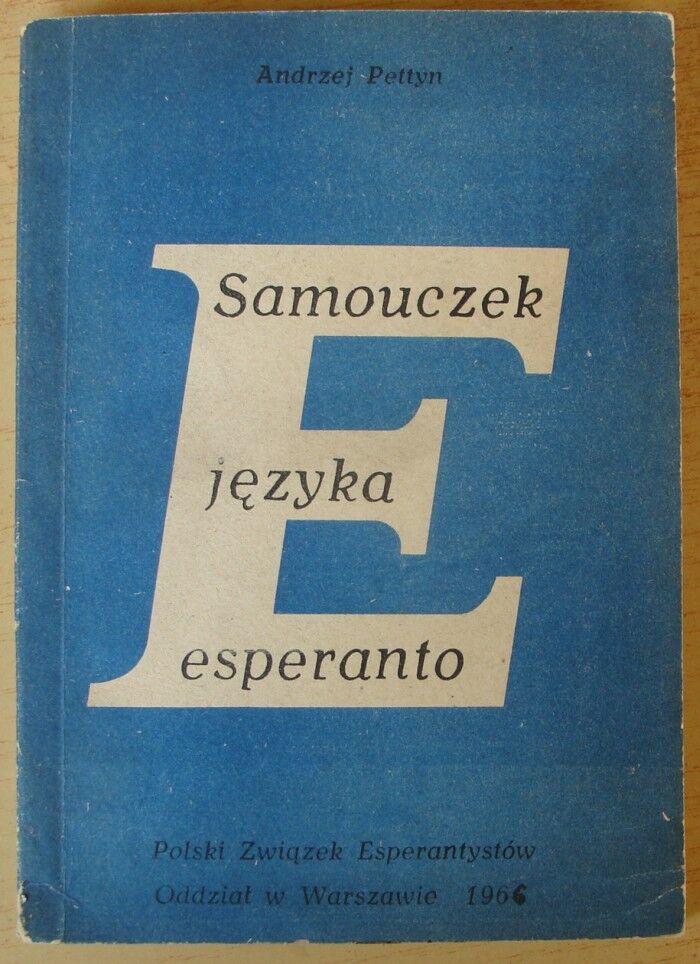 Andrzej Pettyn
Samouczek
języka
esperanto
Polski Związek Esperantystów
Oddział w Warszawie 1966